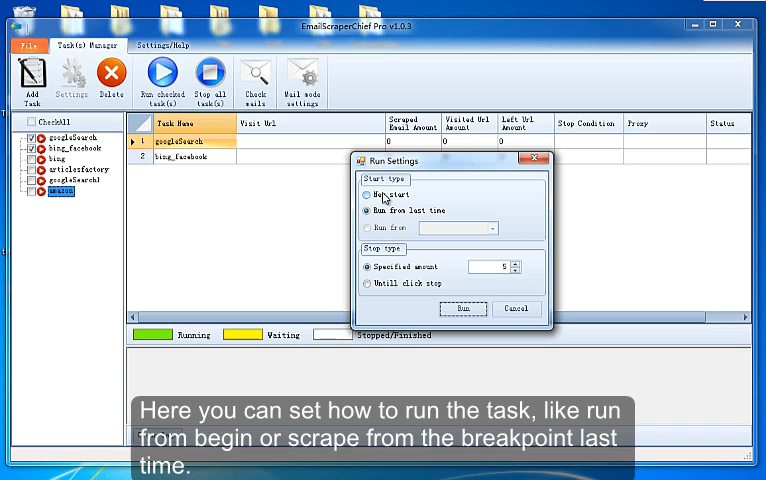 EmailScraperChief Pro v1.0.3
File Task(s) Manager Settings/Help
Add Task
Settings
Delete
Run checked task(s)
Stop all task(s)
Check mails
Mail mode settings
CheckAll
googleSearch
bing_facebook
bing
articlesfactory
googleSearch1
amazon
Task Name Visit Url Scraped Email Amount Visited Url Amount Left Url Amount Stop Condition Proxy Status
1 googleSearch 0 0 0
2 bing_facebook
Run Settings
Start type
New start
Run from last time
Run from
Stop type
Specified amount 5
Untill click stop
Run Cancel
Running Waiting Stopped/Finished
Here you can set how to run the task, like run
from begin or scrape from the breakpoint last
time.